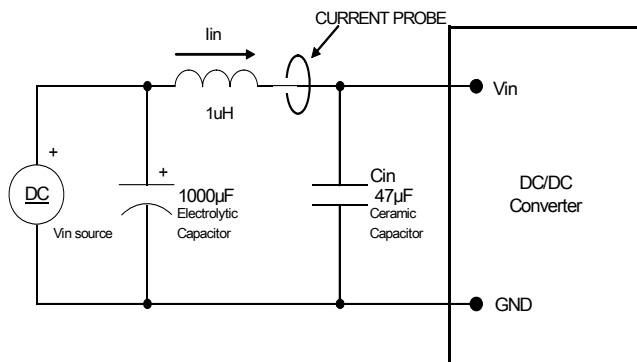 CURRENT PROBE
Iin
1uH
Vin
+
DC
Vin source
+
1000µF
Electrolytic
Capacitor
Cin
47µF
Ceramic
Capacitor
DC/DC
Converter
GND